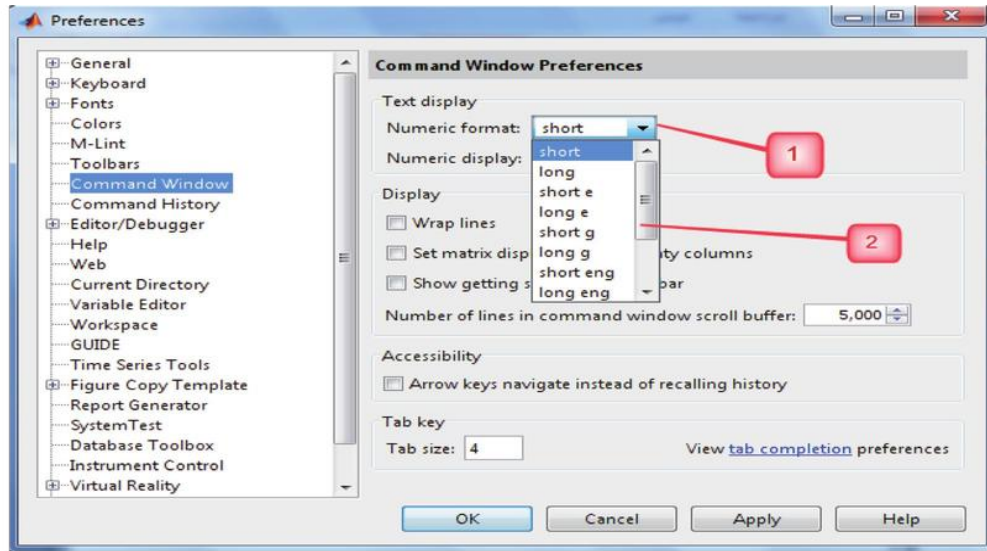 Preferences
General
Keyboard
Fonts
Colors
M-Lint
Toolbars
Command Window
Command History
Editor/Debugger
Help
Web
Current Directory
Variable Editor
Workspace
GUIDE
Time Series Tools
Figure Copy Template
Report Generator
SystemTest
Database Toolbox
Instrument Control
Virtual Reality
Command Window Preferences
Text display
Numeric format: short
Numeric display:
short
long
short e
long e
short g
long g
short eng
long eng
1
2
Display
Wrap lines
Set matrix disp ty columns
Show getting s bar
Number of lines in command window scroll buffer: 5,000
Accessibility
Arrow keys navigate instead of recalling history
Tab key
Tab size: 4 View tab completion preferences
OK Cancel Apply Help